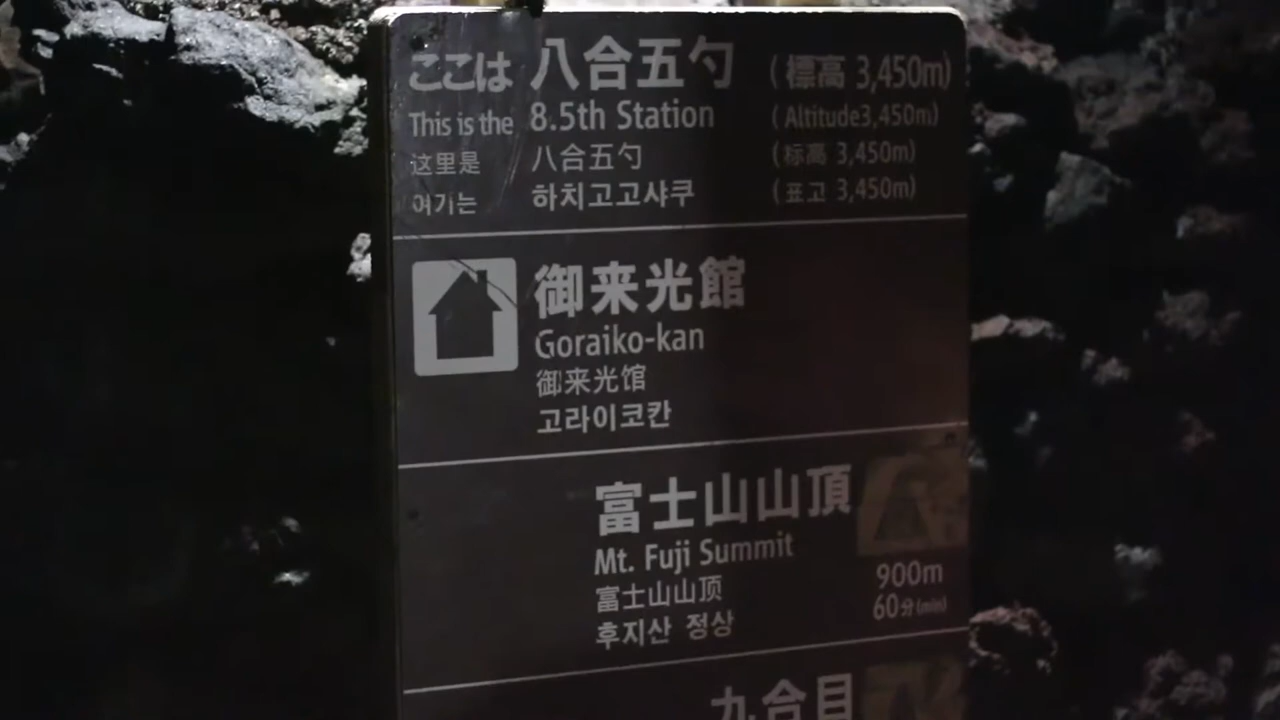 ここは 八合五勺 (標高 3,450m)
This is the 8.5th Station (Altitude3,450m)
这里是 八合五勺 (标高 3,450m)
여기는 하치고고샤쿠 (표고 3,450m)
御来光館
Goraiko-kan
御来光馆
고라이코칸
富士山山頂
Mt. Fuji Summit
富士山山顶
후지산 정상
900m
60分(min)
九合目